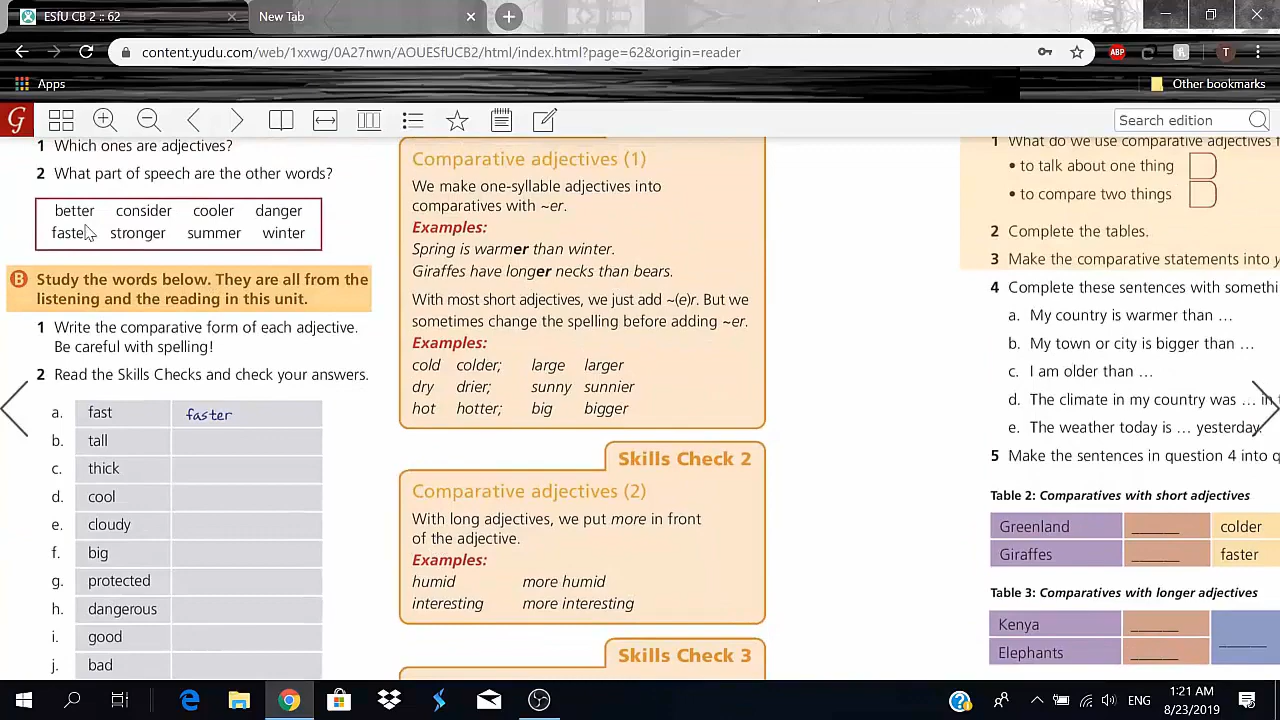 ESfU CB 2 :: 62
New Tab
content.yudu.com/web/1xxwg/0A27nwn/AOUESfUCB2/html/index.html?page=62&origin=reader
ABP
T
Apps
Other bookmarks
G
Search edition
1 Which ones are adjectives?
2 What part of speech are the other words?
better consider cooler danger
faster stronger summer winter
B Study the words below. They are all from the
listening and the reading in this unit.
1 Write the comparative form of each adjective.
Be careful with spelling!
2 Read the Skills Checks and check your answers.
a. fast faster
b. tall
c. thick
d. cool
e. cloudy
f. big
g. protected
h. dangerous
i. good
j. bad
Comparative adjectives (1)
We make one-syllable adjectives into
comparatives with ~er.
Examples:
Spring is warmer than winter.
Giraffes have longer necks than bears.
With most short adjectives, we just add ~(e)r. But we
sometimes change the spelling before adding ~er.
Examples:
cold colder; large larger
dry drier; sunny sunnier
hot hotter; big bigger
Skills Check 2
Comparative adjectives (2)
With long adjectives, we put more in front
of the adjective.
Examples:
humid more humid
interesting more interesting
Skills Check 3
1 What do we use comparative adjectives f
• to talk about one thing
• to compare two things
2 Complete the tables.
3 Make the comparative statements into y
4 Complete these sentences with somethi
a. My country is warmer than …
b. My town or city is bigger than …
c. I am older than …
d. The climate in my country was … in t
e. The weather today is … yesterday.
5 Make the sentences in question 4 into q
Table 2: Comparatives with short adjectives
Greenland ______ colder
Giraffes ______ faster
Table 3: Comparatives with longer adjectives
Kenya ______
Elephants ______ ______
ENG
1:21 AM
8/23/2019